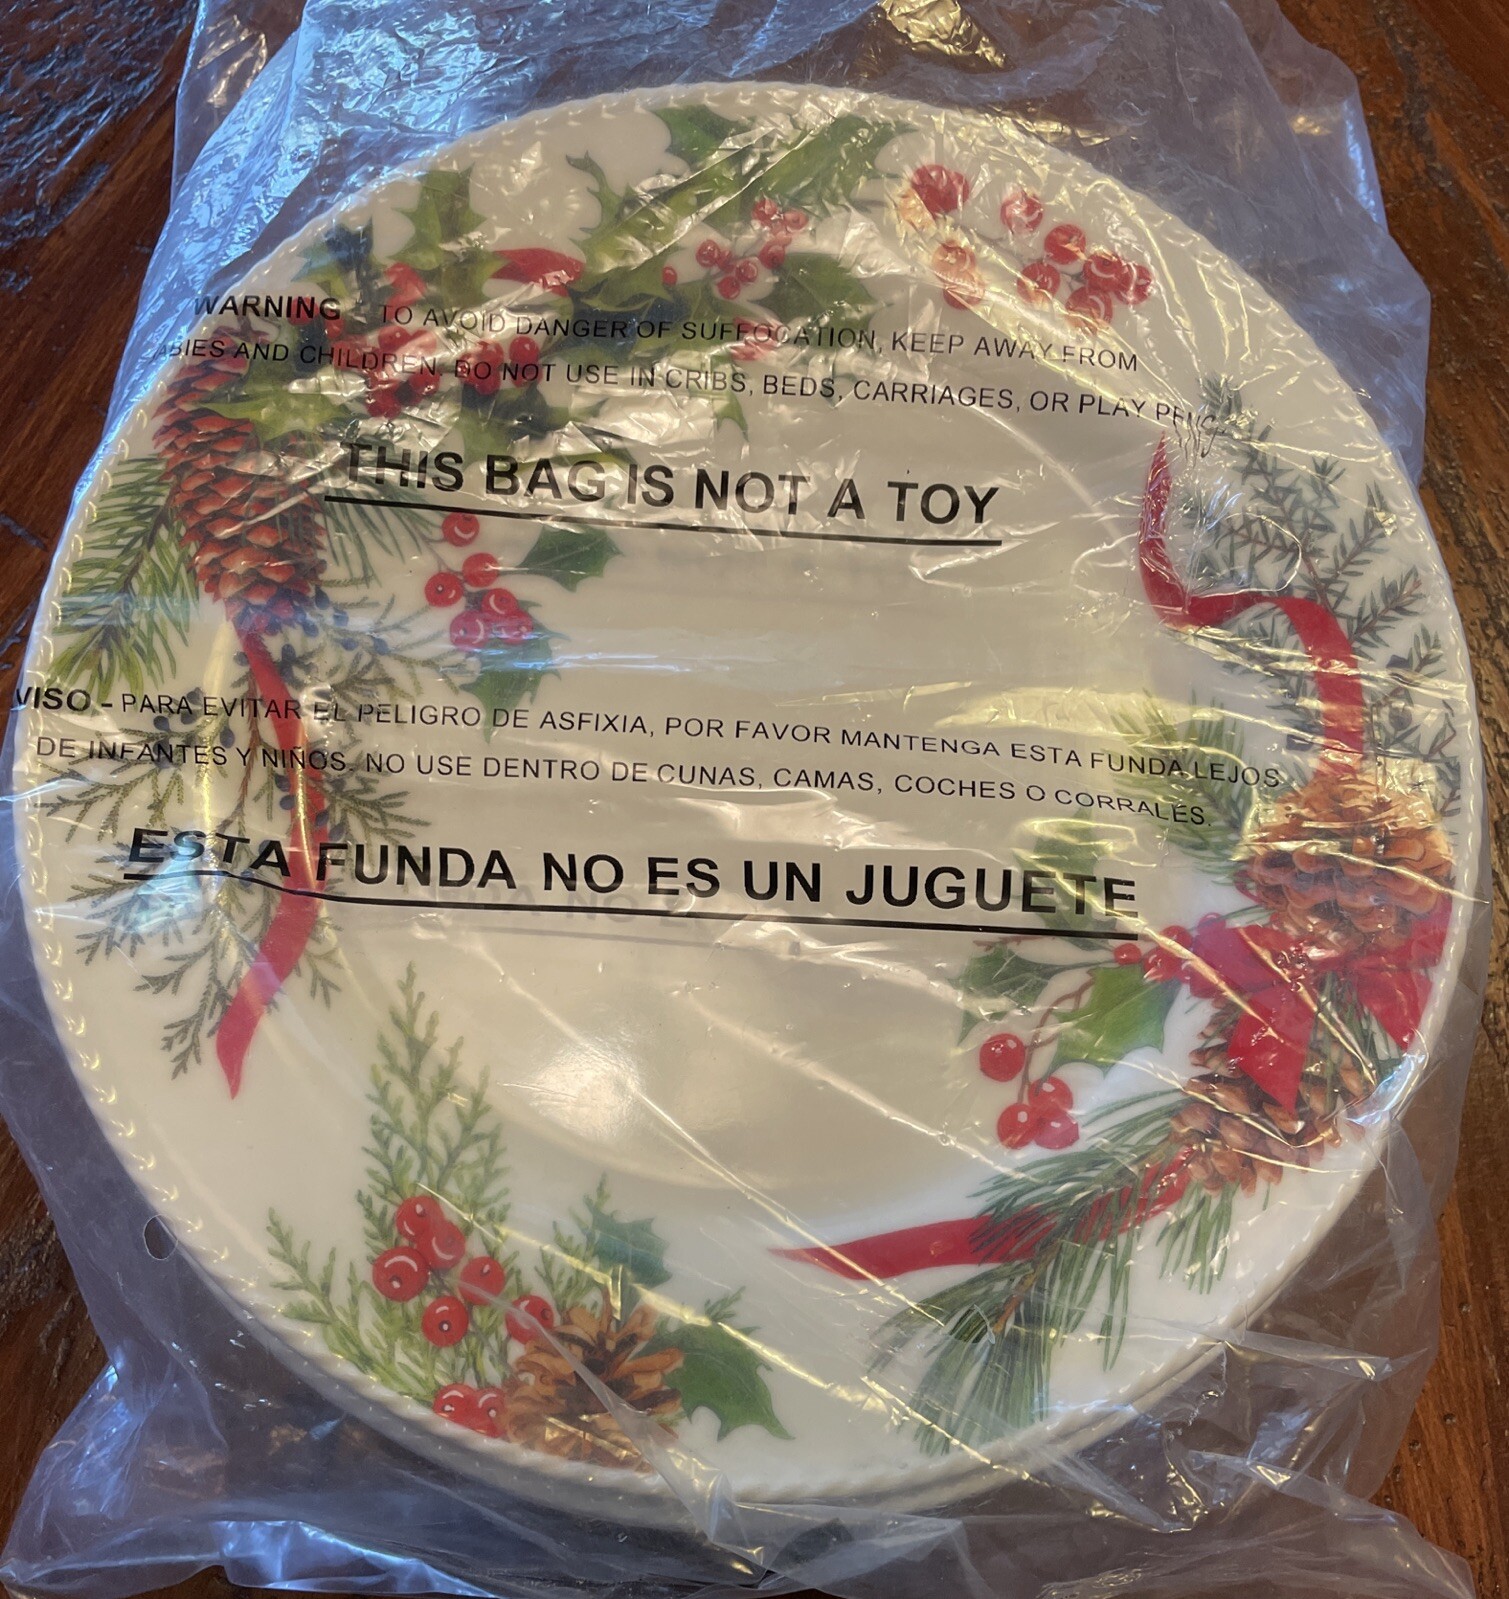 WARNING - TO AVOID DANGER OF SUFFOCATION, KEEP AWAY FROM
BABIES AND CHILDREN. DO NOT USE IN CRIBS, BEDS, CARRIAGES, OR PLAY PENS.
THIS BAG IS NOT A TOY
VISO - PARA EVITAR EL PELIGRO DE ASFIXIA, POR FAVOR MANTENGA ESTA FUNDA LEJOS
DE INFANTES Y NIÑOS. NO USE DENTRO DE CUNAS, CAMAS, COCHES O CORRALES.
ESTA FUNDA NO ES UN JUGUETE